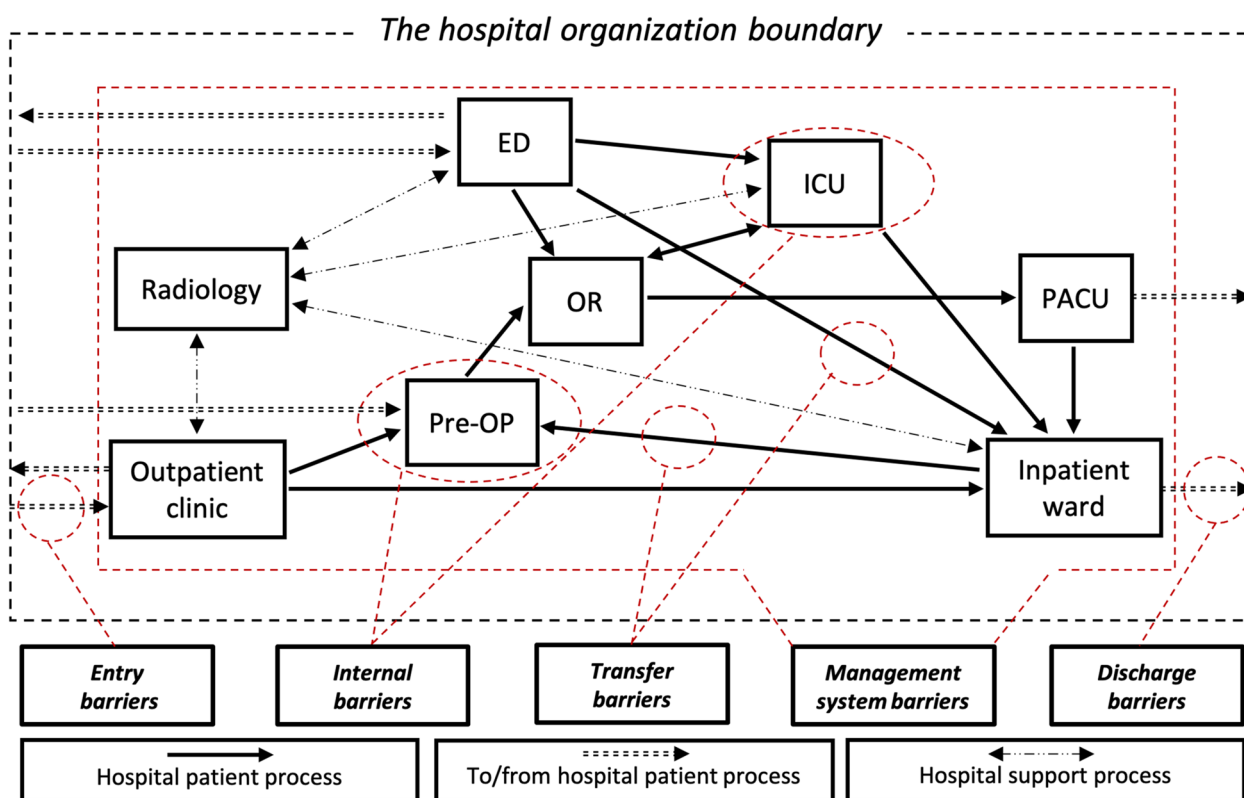 The hospital organization boundary
ED
ICU
Radiology
OR
PACU
Pre-OP
Outpatient
clinic
Inpatient
ward
Entry
barriers
Internal
barriers
Transfer
barriers
Management
system barriers
Discharge
barriers
Hospital patient process
To/from hospital patient process
Hospital support process